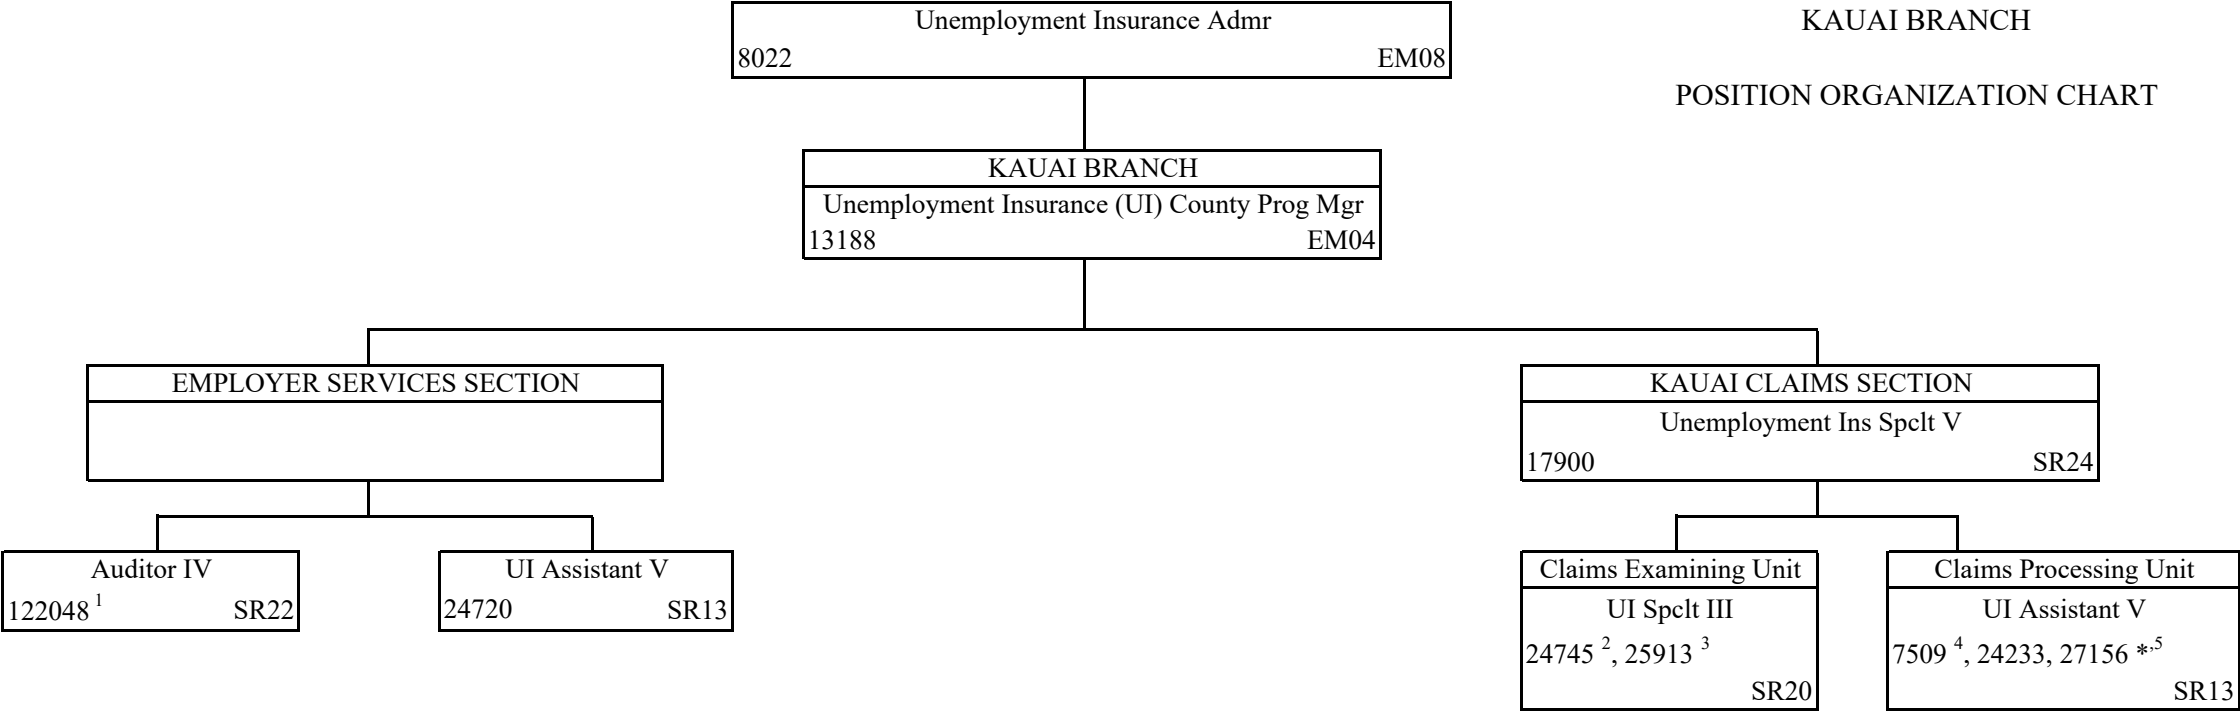 Unemployment Insurance Admr
8022 EM08
KAUAI BRANCH
POSITION ORGANIZATION CHART
KAUAI BRANCH
Unemployment Insurance (UI) County Prog Mgr
13188 EM04
EMPLOYER SERVICES SECTION
KAUAI CLAIMS SECTION
Unemployment Ins Spclt V
17900 SR24
Auditor IV
122048 1 SR22
UI Assistant V
24720 SR13
Claims Examining Unit
UI Spclt III
24745 2, 25913 3
SR20
Claims Processing Unit
UI Assistant V
7509 4, 24233, 27156 *,5
SR13